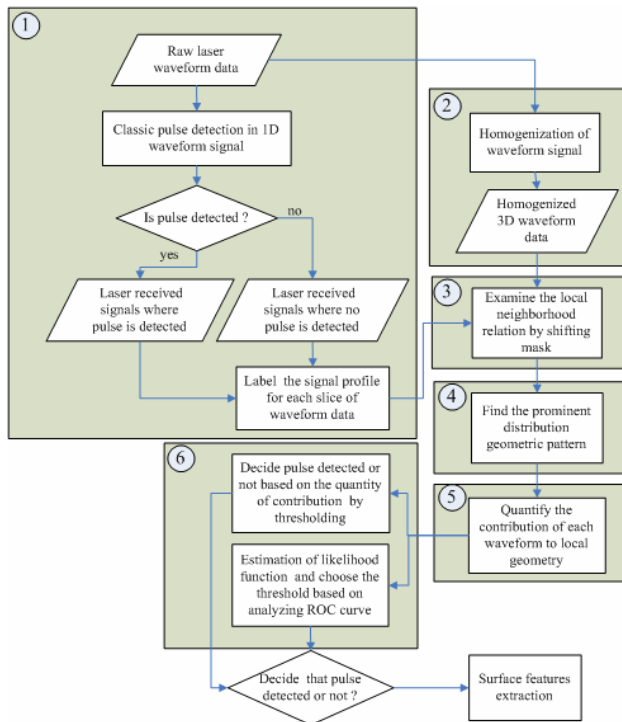 1
Raw laser
waveform data
Classic pulse detection in 1D
waveform signal
Is pulse detected ?
no
yes
Laser received
signals where
pulse is detected
Laser received
signals where no
pulse is detected
Label the signal profile
for each slice of
waveform data
2
Homogenization of
waveform signal
Homogenized
3D waveform
data
3
Examine the local
neighborhood
relation by shifting
mask
4
Find the prominent
distribution
geometric pattern
5
Quantify the
contribution of each
waveform to local
geometry
6
Decide pulse detected or
not based on the quantity
of contribution by
thresholding
Estimation of likelihood
function and choose the
threshold based on
analyzing ROC curve
Decide that pulse
detected or not ?
Surface features
extraction